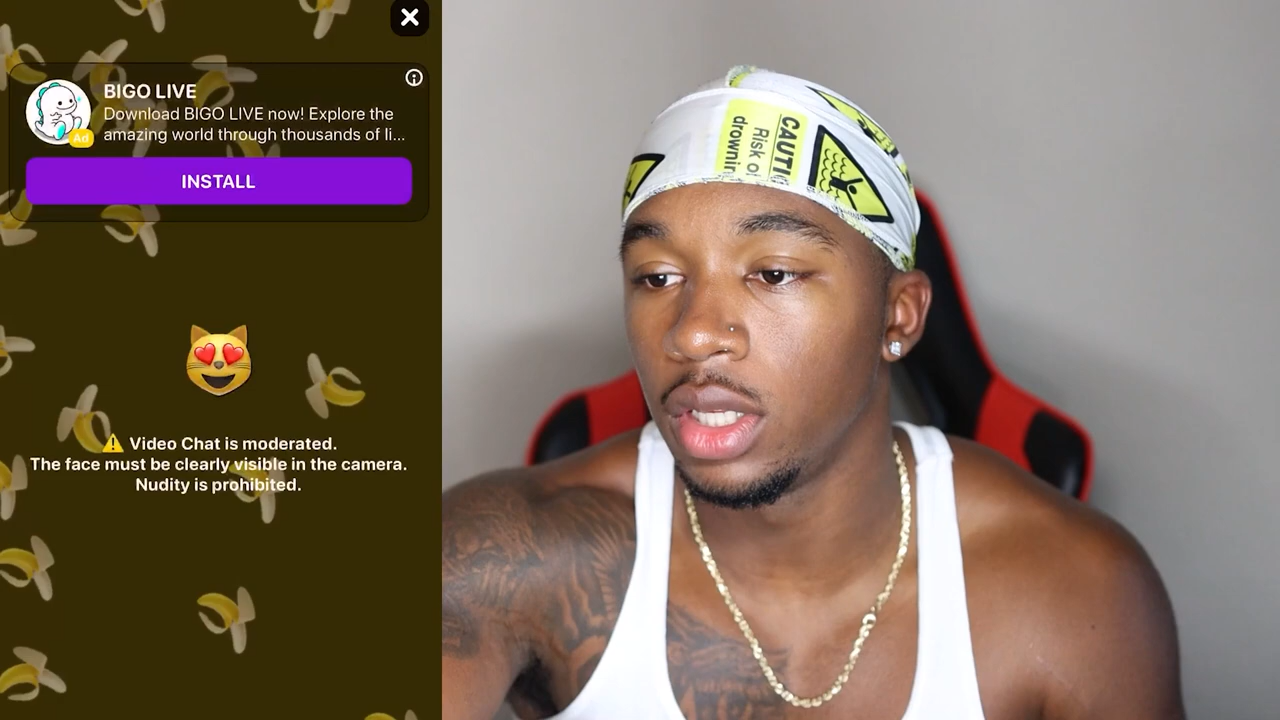 BIGO LIVE
Download BIGO LIVE now! Explore the
amazing world through thousands of li...
Ad
INSTALL
Video Chat is moderated.
The face must be clearly visible in the camera.
Nudity is prohibited.
CAUTI
Risk of
drownin